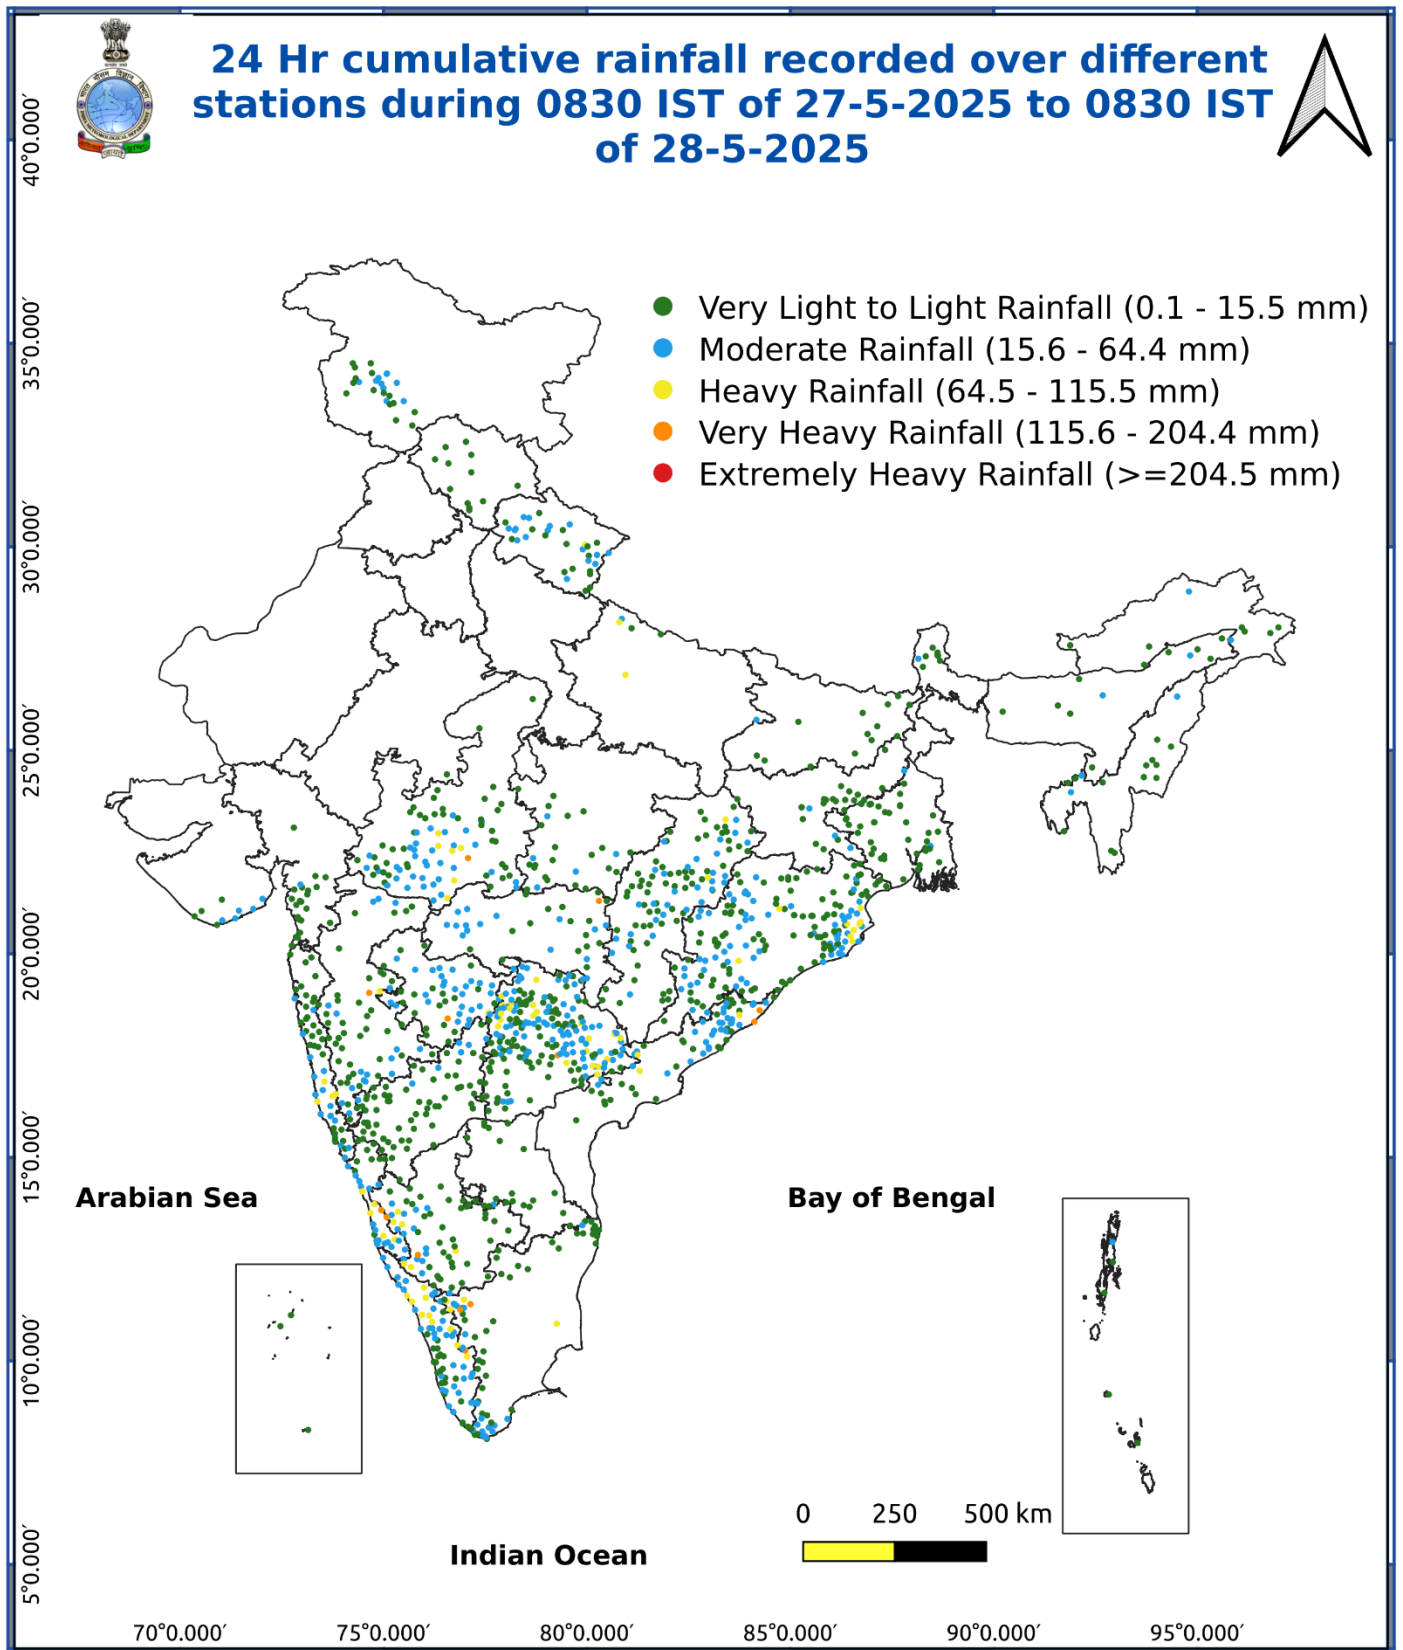 24 Hr cumulative rainfall recorded over different
stations during 0830 IST of 27-5-2025 to 0830 IST
of 28-5-2025
Very Light to Light Rainfall (0.1 - 15.5 mm)
Moderate Rainfall (15.6 - 64.4 mm)
Heavy Rainfall (64.5 - 115.5 mm)
Very Heavy Rainfall (115.6 - 204.4 mm)
Extremely Heavy Rainfall (>=204.5 mm)
40°0.000′
35°0.000′
30°0.000′
25°0.000′
20°0.000′
15°0.000′
10°0.000′
5°0.000′
Arabian Sea
Bay of Bengal
Indian Ocean
0 250 500 km
70°0.000′ 75°0.000′ 80°0.000′ 85°0.000′ 90°0.000′ 95°0.000′